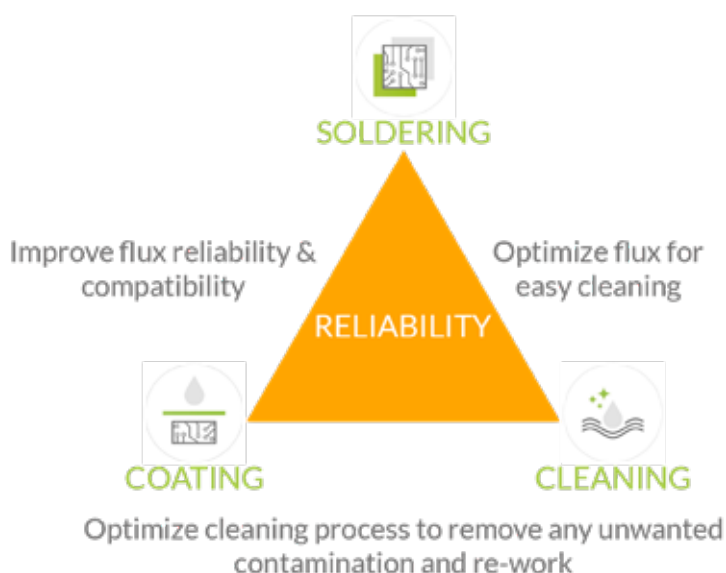 SOLDERING
Improve flux reliability &
compatibility
Optimize flux for
easy cleaning
RELIABILITY
COATING
CLEANING
Optimize cleaning process to remove any unwanted
contamination and re-work